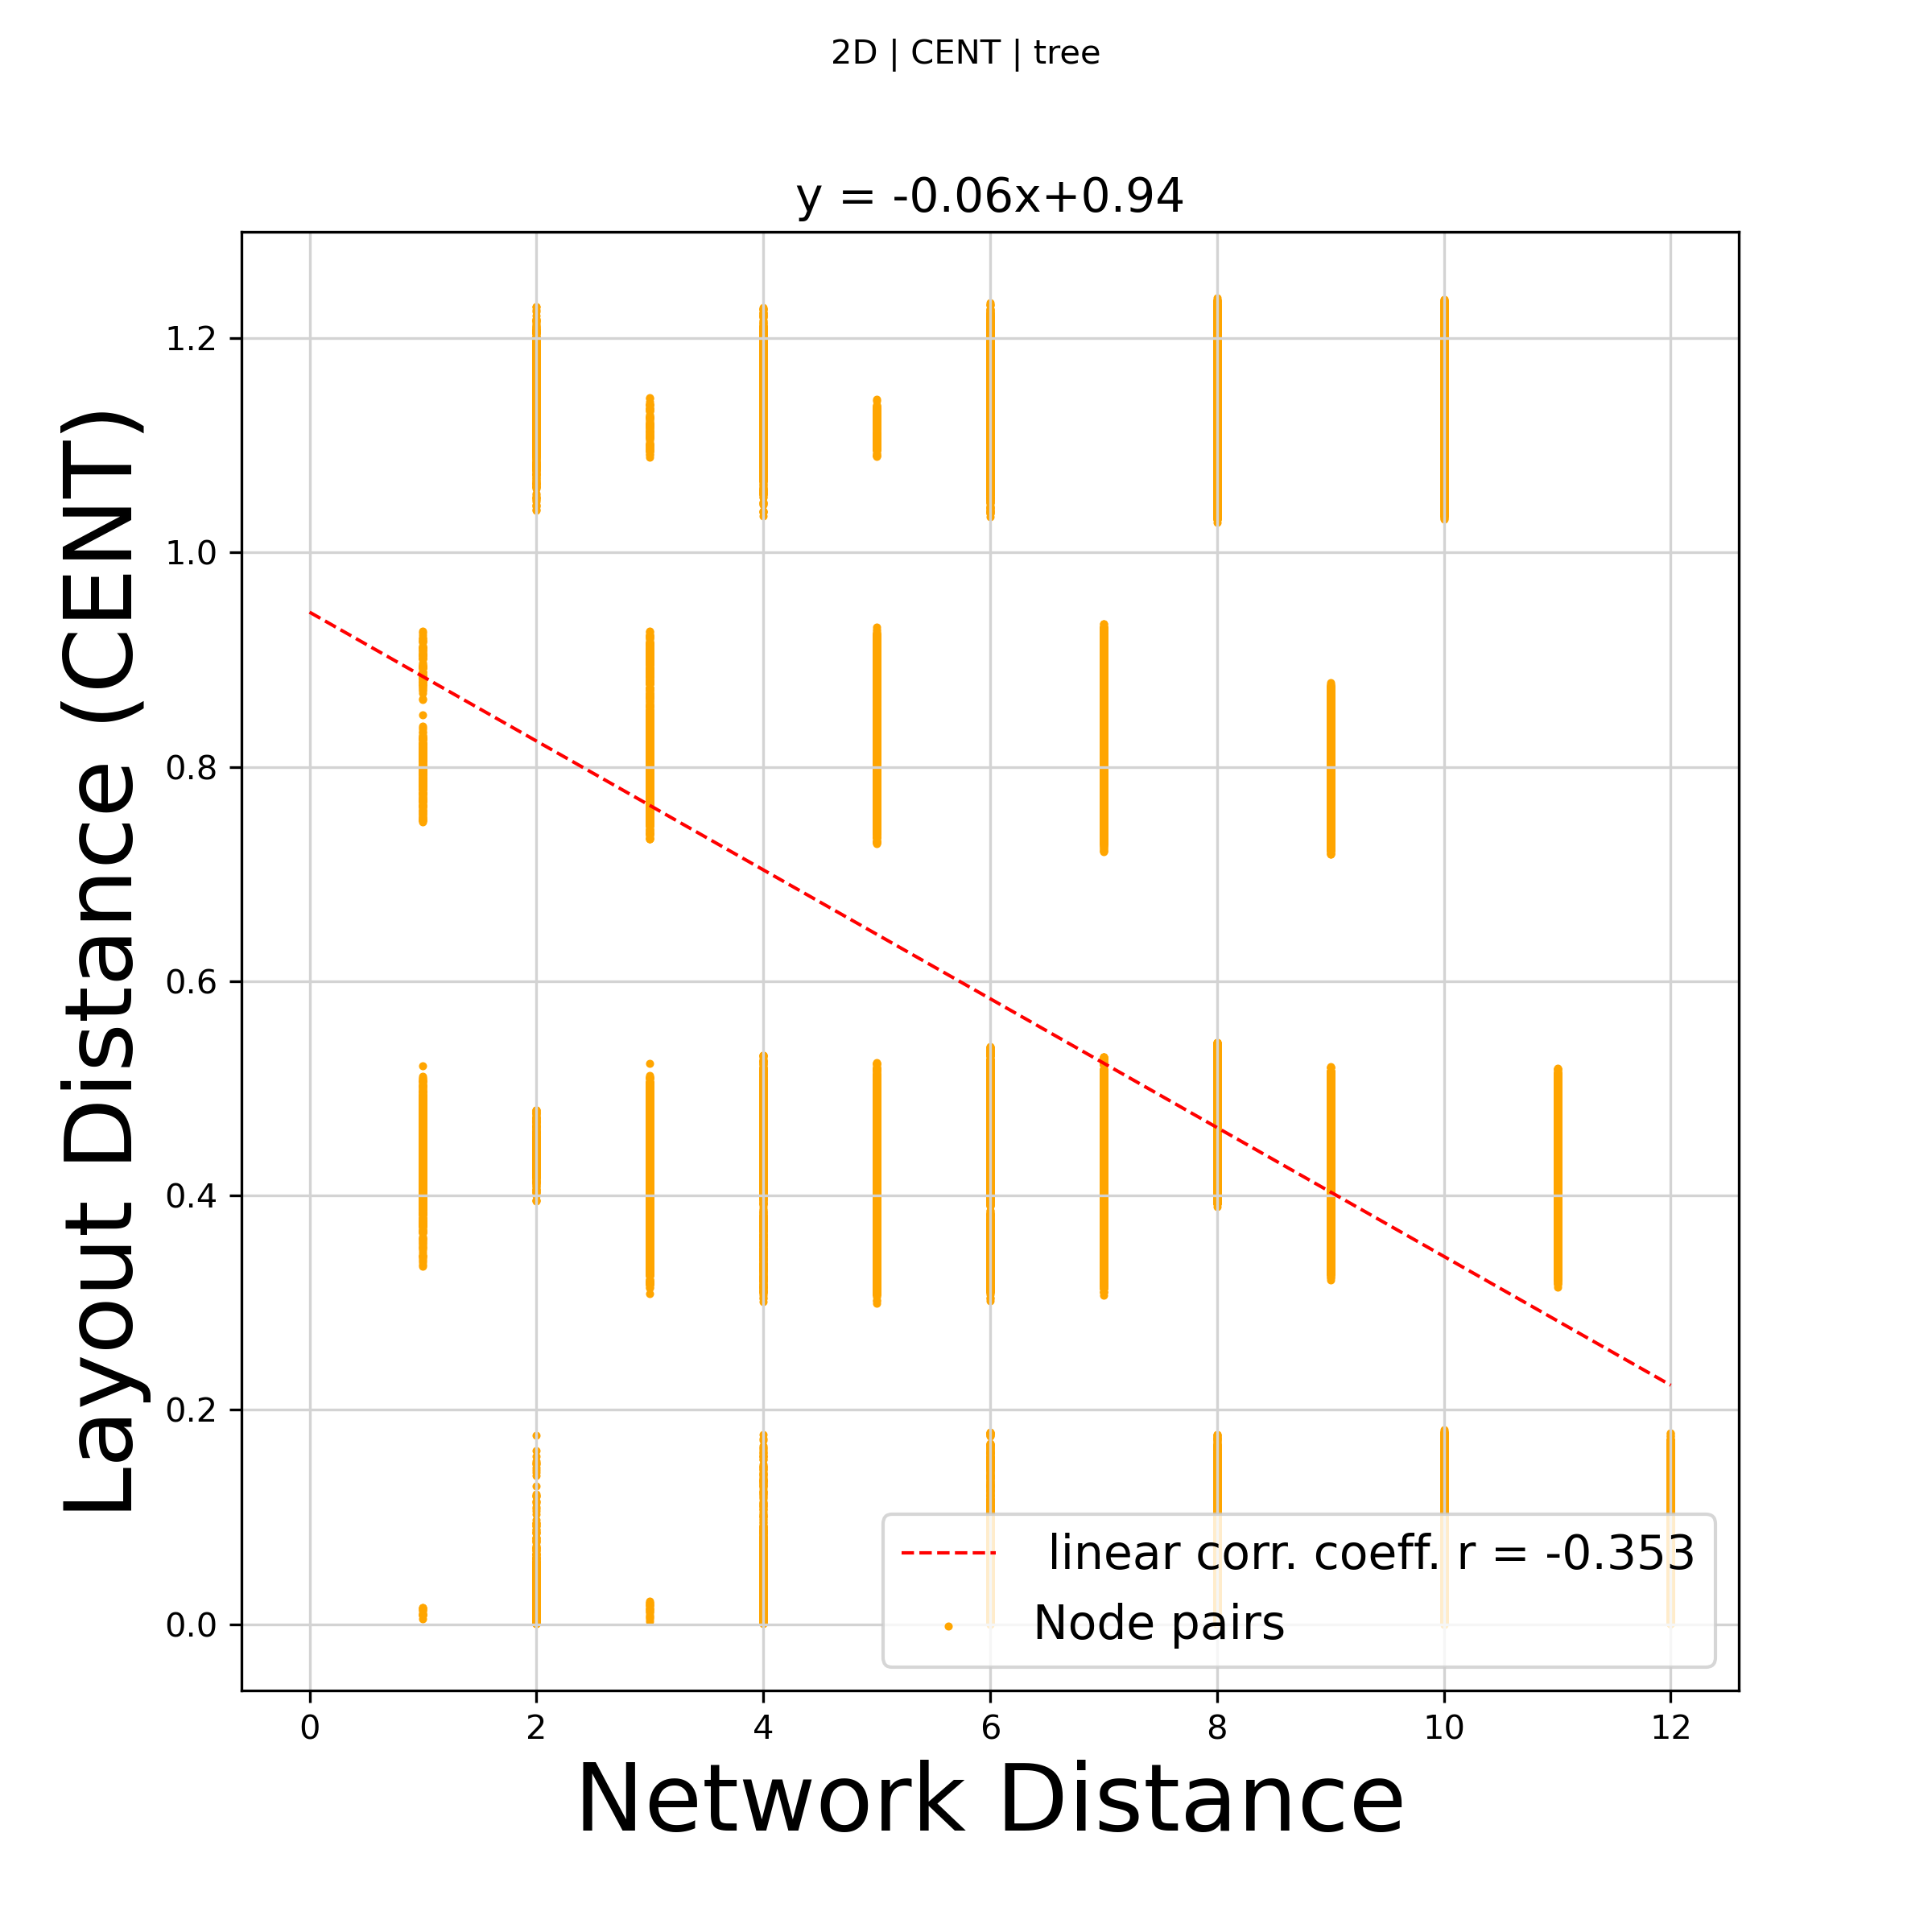 2D | CENT | tree
y = -0.06x+0.94
Layout Distance (CENT)
1.2
1.0
0.8
0.6
0.4
0.2
0.0
linear corr. coeff. r = -0.353
Node pairs
0 2 4 6 8 10 12
Network Distance